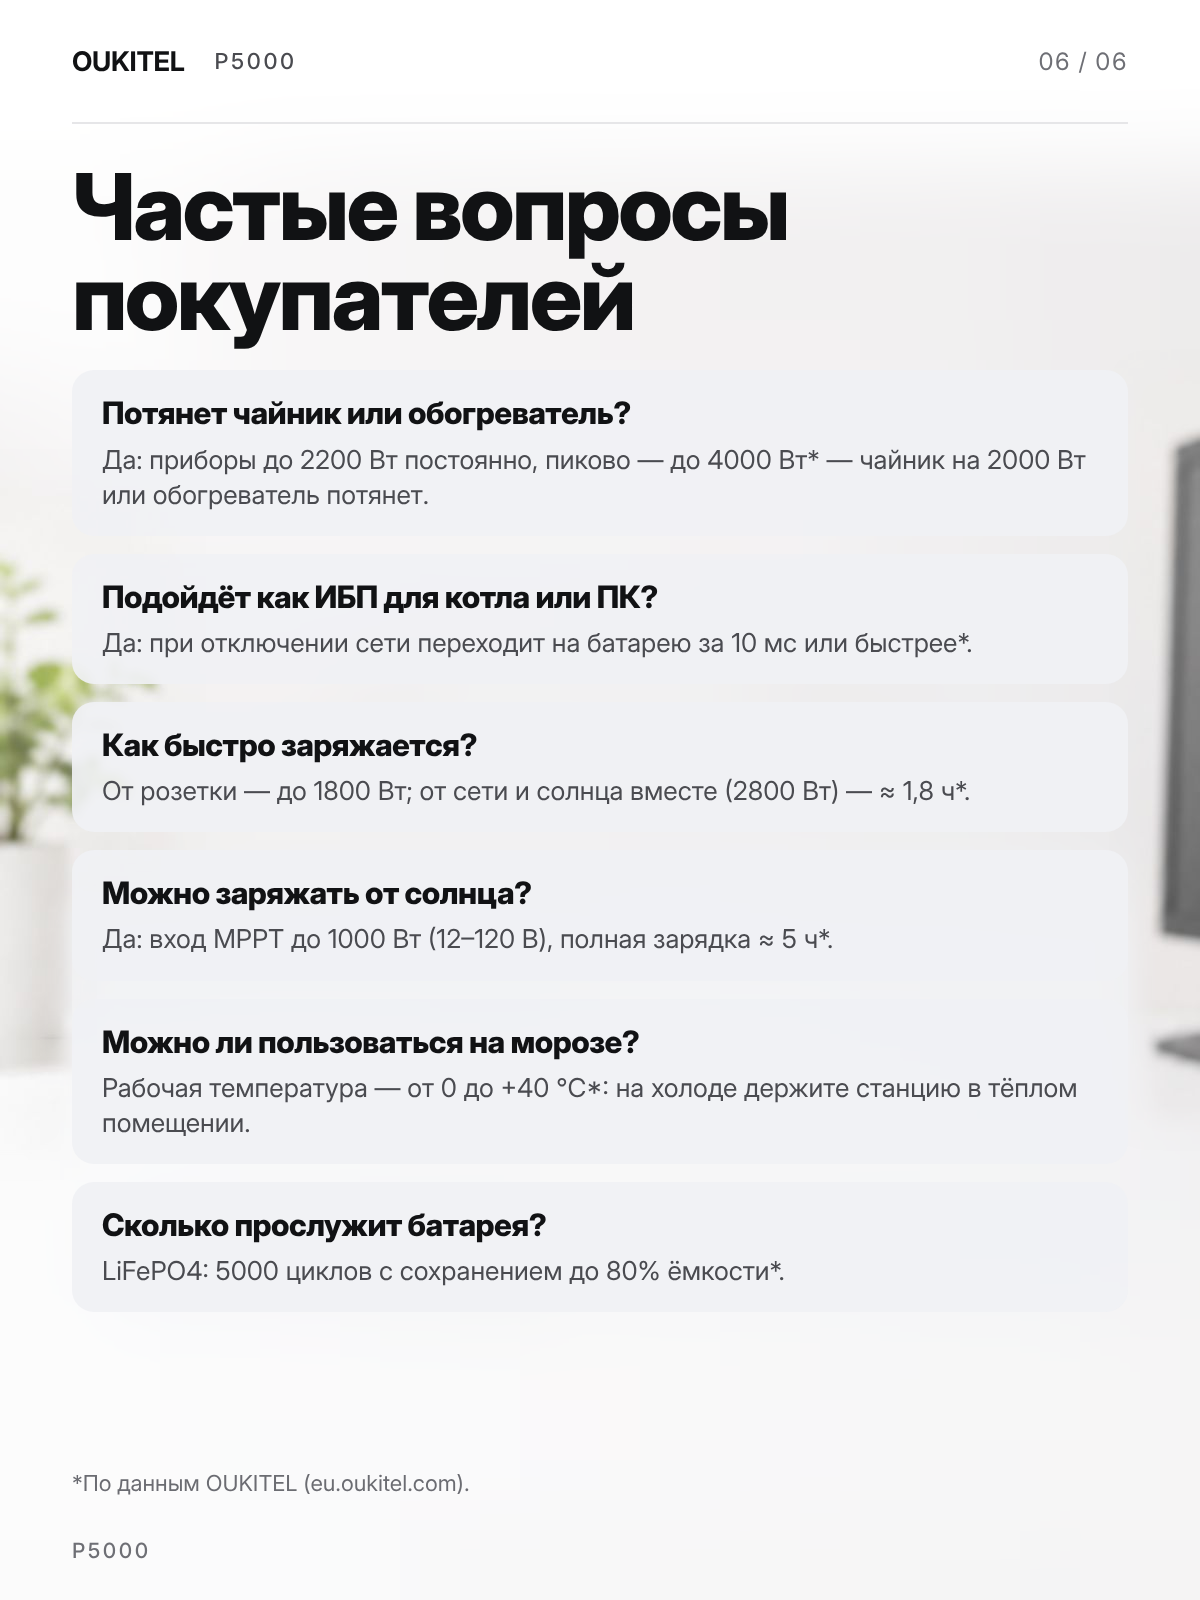 OUKITEL P5000 06 / 06
Частые вопросы
покупателей
Потянет чайник или обогреватель?
Да: приборы до 2200 Вт постоянно, пиково — до 4000 Вт* — чайник на 2000 Вт
или обогреватель потянет.
Подойдёт как ИБП для котла или ПК?
Да: при отключении сети переходит на батарею за 10 мс или быстрее*.
Как быстро заряжается?
От розетки — до 1800 Вт; от сети и солнца вместе (2800 Вт) — ≈ 1,8 ч*.
Можно заряжать от солнца?
Да: вход MPPT до 1000 Вт (12–120 В), полная зарядка ≈ 5 ч*.
Можно ли пользоваться на морозе?
Рабочая температура — от 0 до +40 °C*: на холоде держите станцию в тёплом
помещении.
Сколько прослужит батарея?
LiFePO4: 5000 циклов с сохранением до 80% ёмкости*.
*По данным OUKITEL (eu.oukitel.com).
P5000